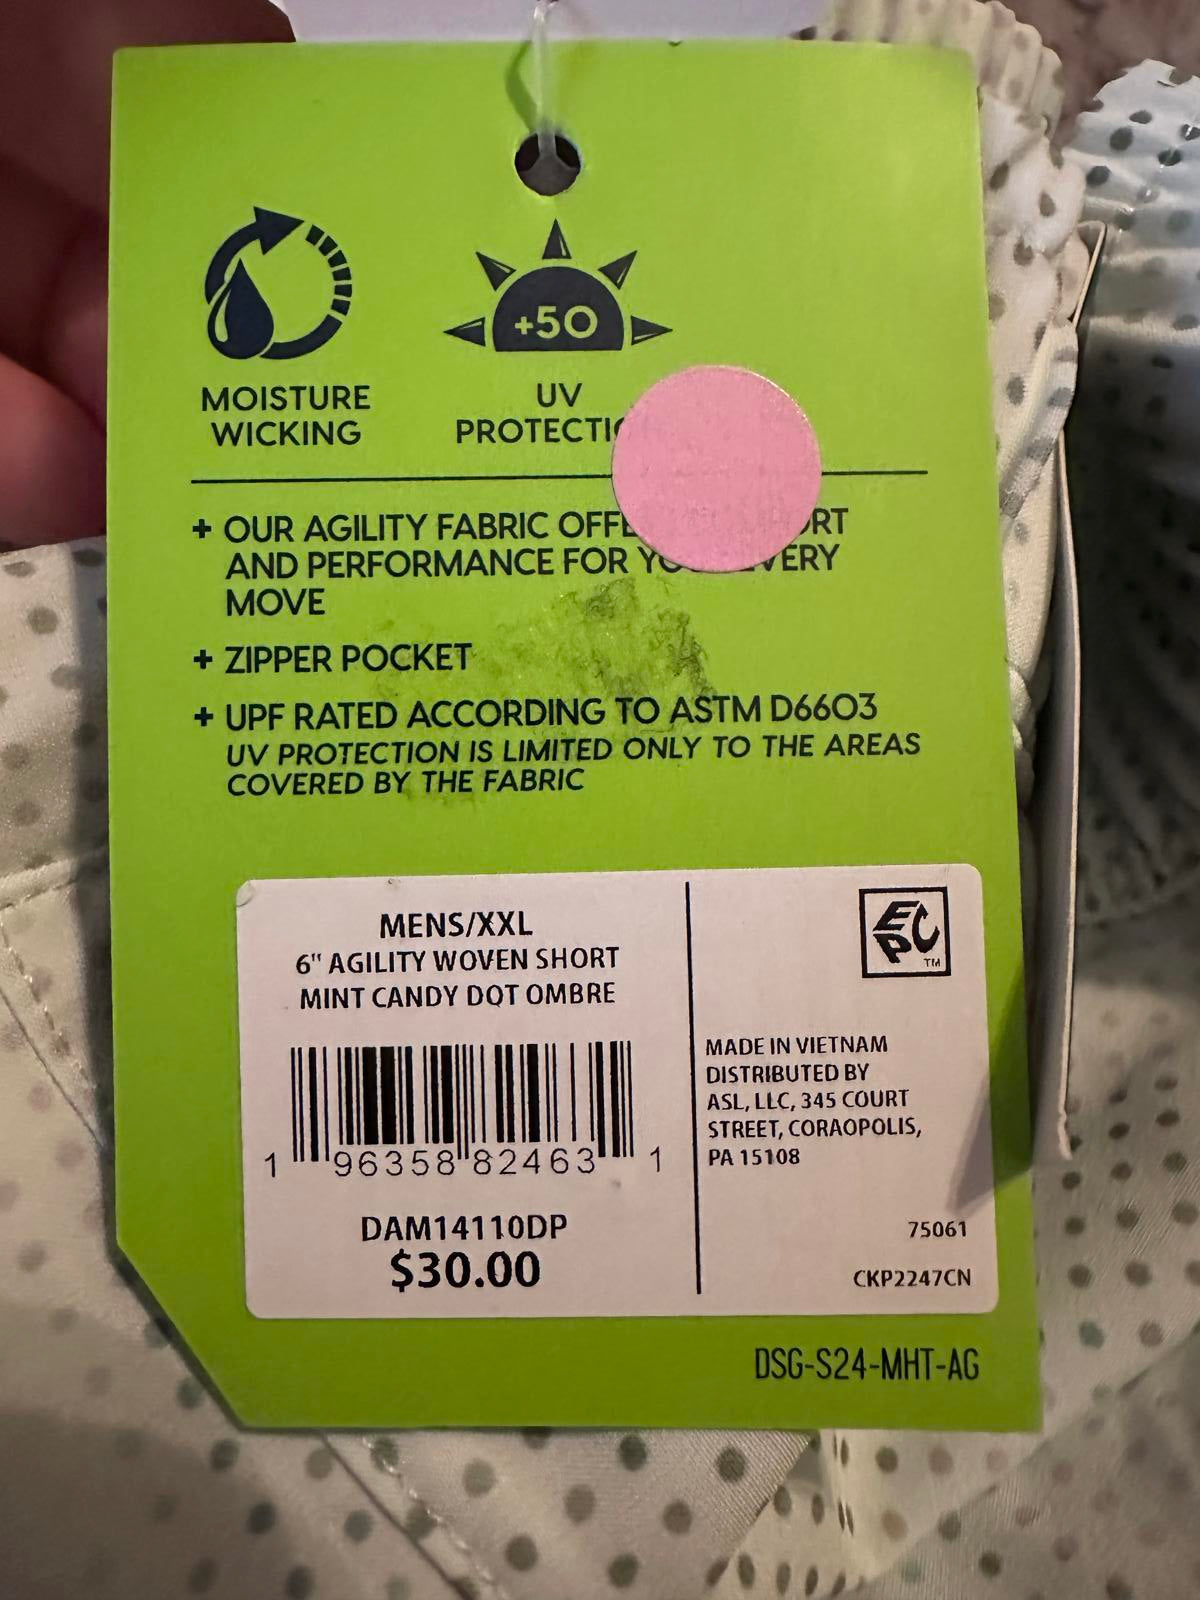 +50
MOISTURE
WICKING
UV
+ OUR AGILITY FABRIC
AND PERFORMANCE FOR
MOVE
+ ZIPPER POCKET
+ UPF RATED ACCORDING TO ASTM D6603
UV PROTECTION IS LIMITED ONLY TO THE AREAS
COVERED BY THE FABRIC
MENS/XXL
6" AGILITY WOVEN SHORT
MINT CANDY DOT OMBRE
1 96358 82463 1
DAM14110DP
$30.00
EPC
TM
MADE IN VIETNAM
DISTRIBUTED BY
ASL, LLC, 345 COURT
STREET, CORAOPOLIS,
PA 15108
75061
CKP2247CN
DSG-S24-MHT-AG